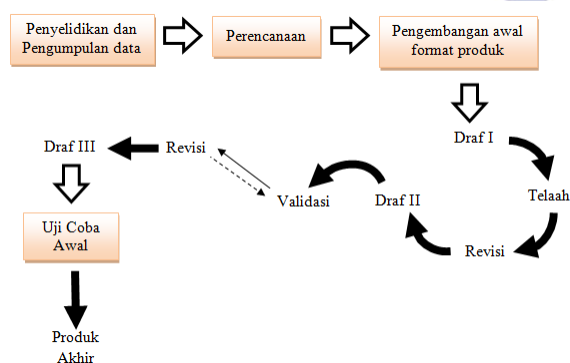 Penyelidikan dan
Pengumpulan data
Perencanaan
Pengembangan awal
format produk
Draf I
Telaah
Revisi
Draf II
Validasi
Revisi
Draf III
Uji Coba
Awal
Produk
Akhir